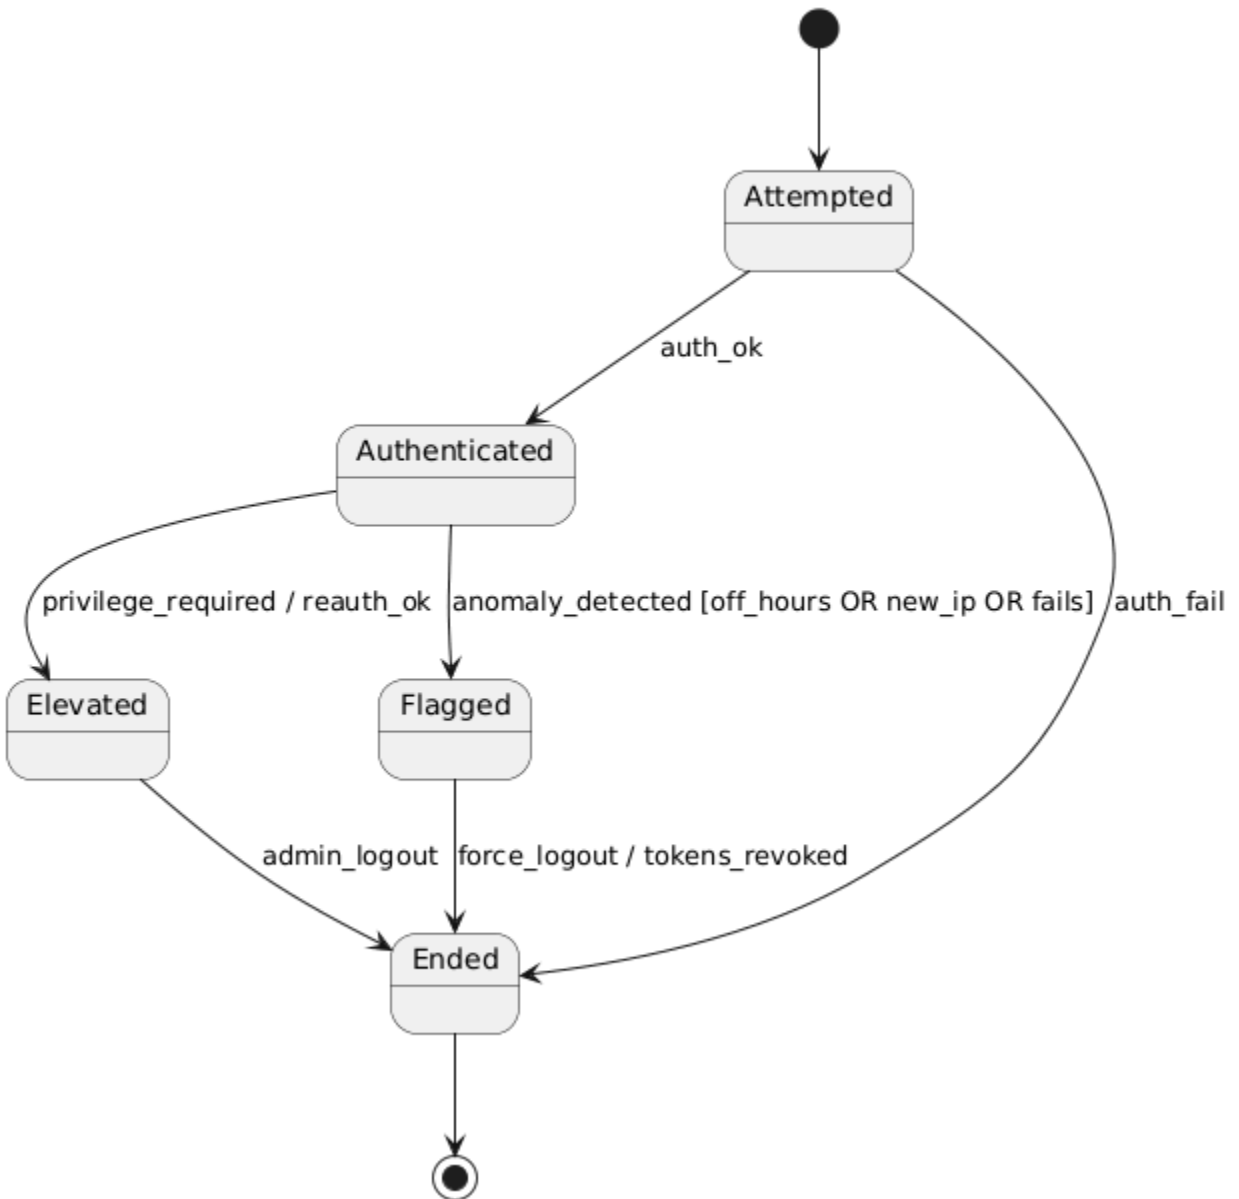 Attempted
auth_ok
Authenticated
privilege_required / reauth_ok
anomaly_detected [off_hours OR new_ip OR fails]
auth_fail
Elevated
Flagged
admin_logout
force_logout / tokens_revoked
Ended